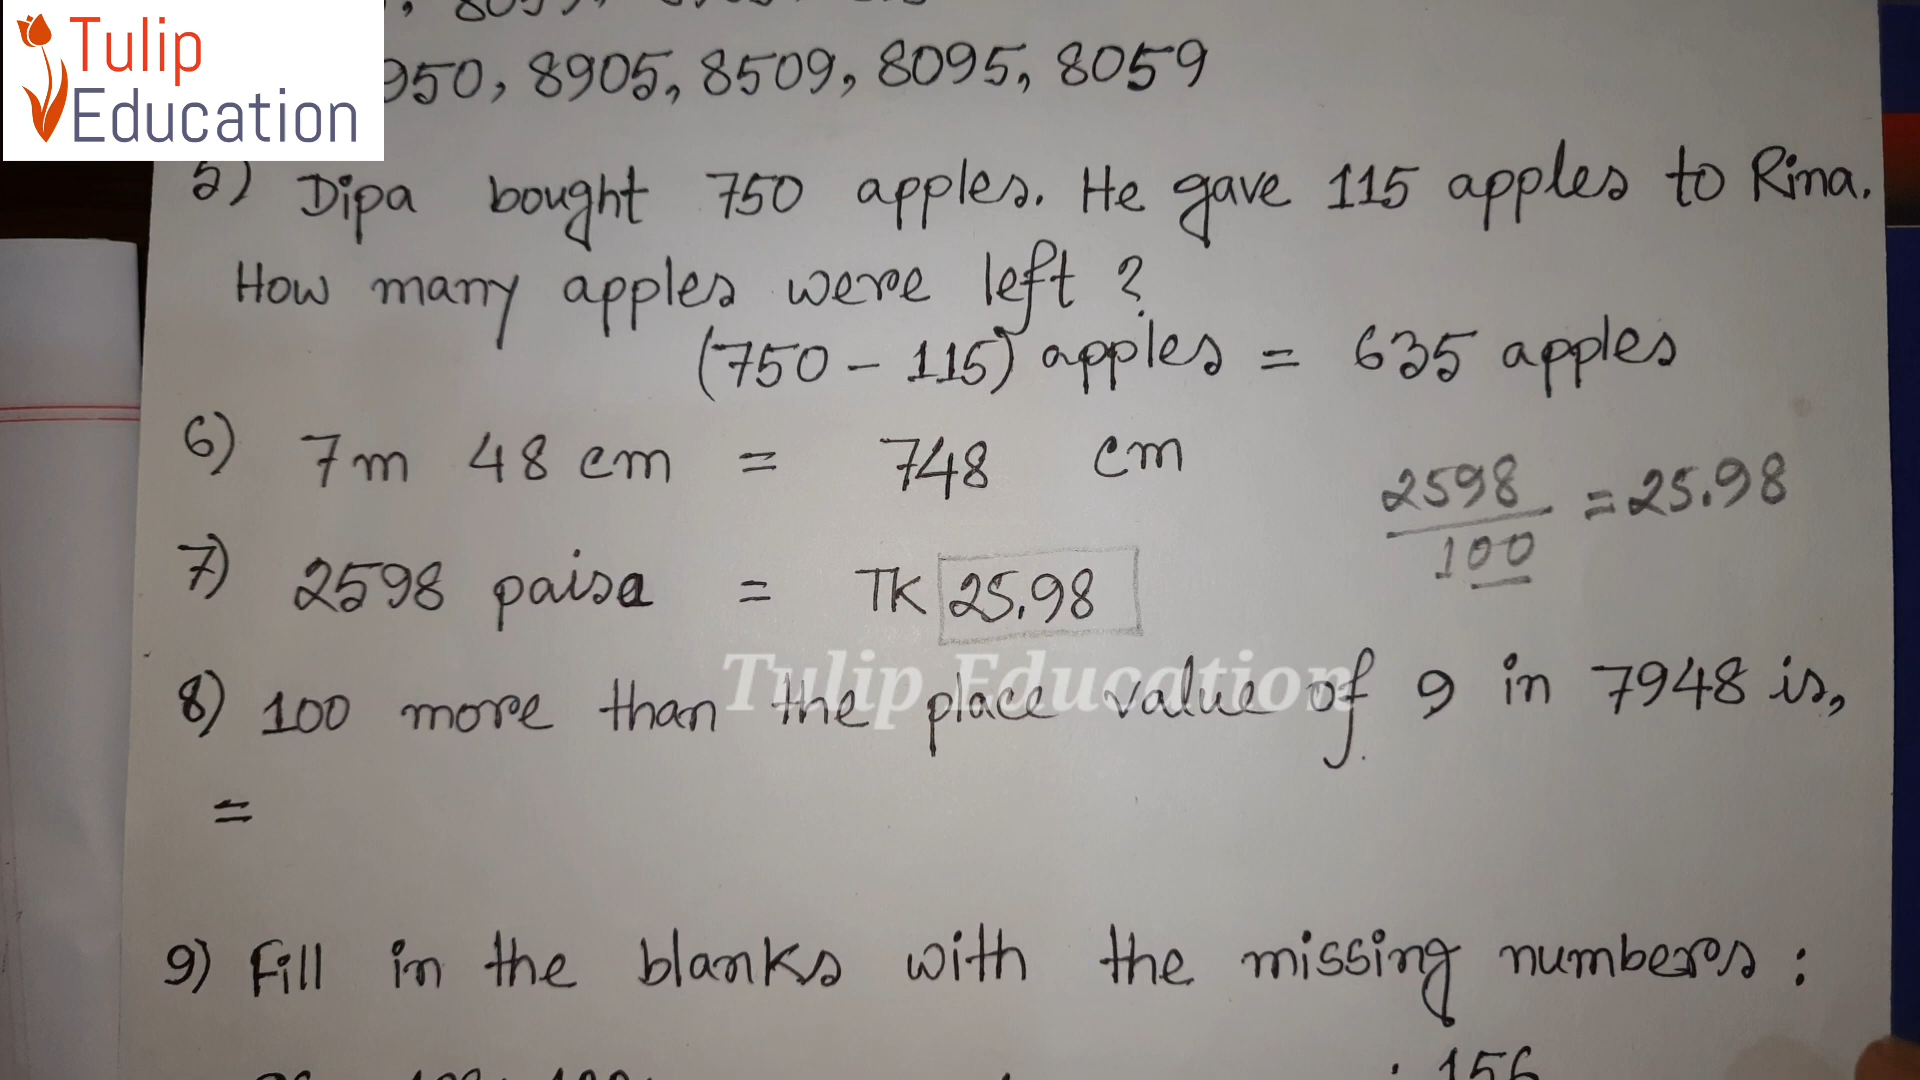 Tulip
Education
950, 8905, 8509, 8095, 8059
5) Dipa bought 750 apples. He gave 115 apples to Rina.
How many apples were left ?
(750 - 115) apples = 635 apples
6) 7m 48 cm = 748 cm
2598 / 100 = 25.98
7) 2598 paisa = TK 25.98
Tulip Education
8) 100 more than the place value of 9 in 7948 is,
=
9) Fill in the blanks with the missing numbers :
156